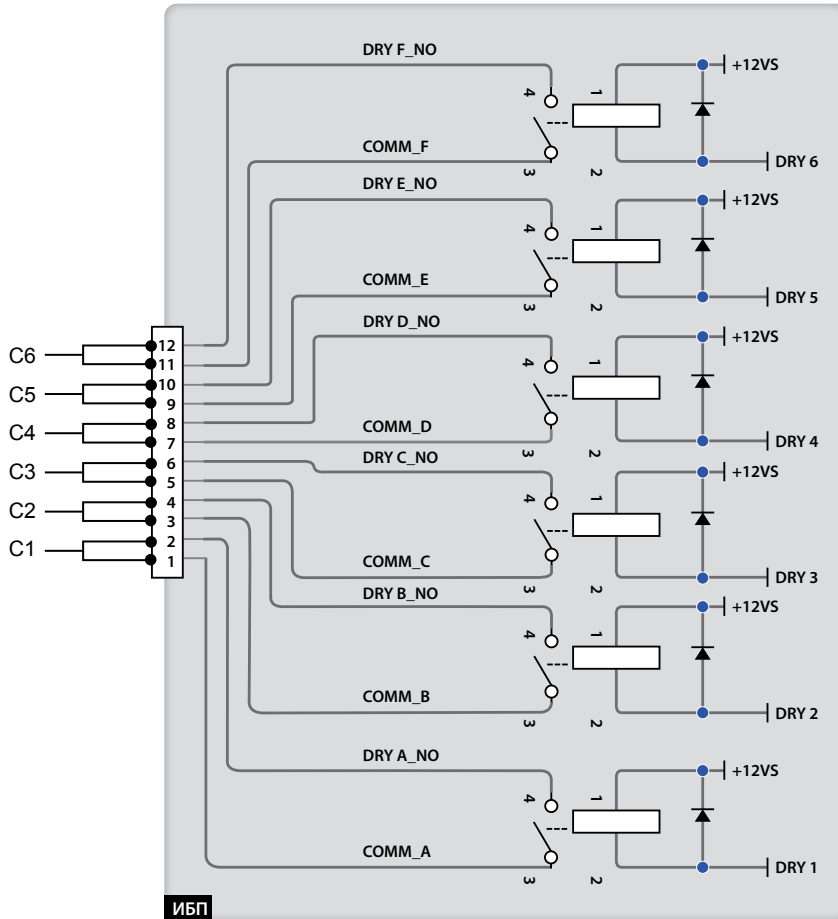 DRY F_NO
+12VS
4
1
COMM_F
3
2
DRY 6
DRY E_NO
+12VS
4
1
COMM_E
3
2
DRY 5
DRY D_NO
+12VS
4
1
COMM_D
3
2
DRY 4
DRY C_NO
+12VS
4
1
COMM_C
3
2
DRY 3
DRY B_NO
+12VS
4
1
COMM_B
3
2
DRY 2
DRY A_NO
+12VS
4
1
COMM_A
3
2
DRY 1
C6
12
11
C5
10
9
C4
8
7
C3
6
5
C2
4
3
C1
2
1
ИБП